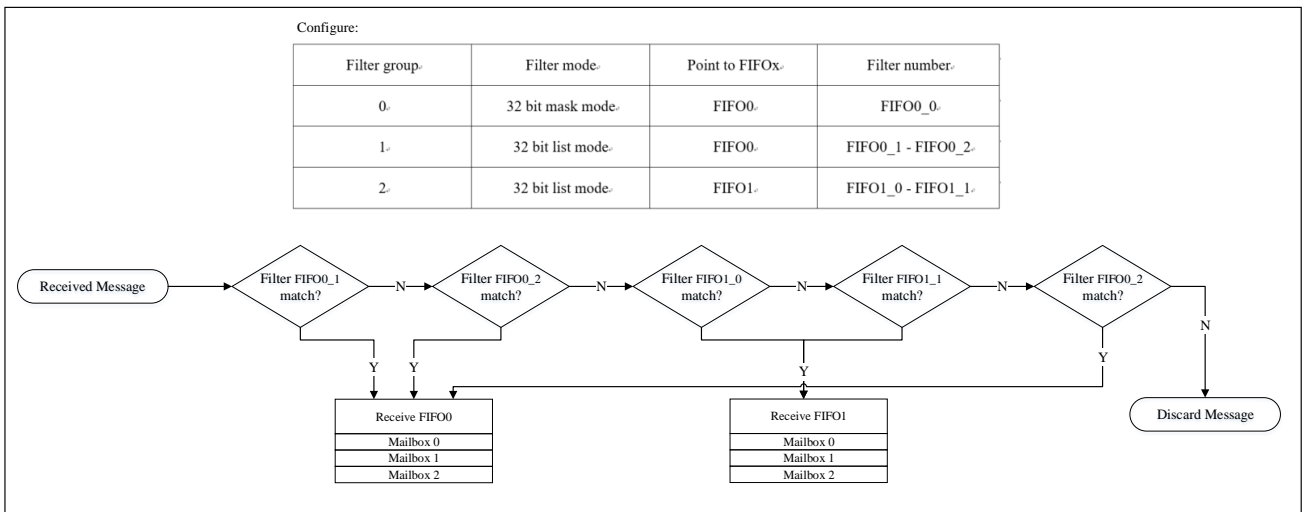 Configure:
Filter group Filter mode Point to FIFOx Filter number
0 32 bit mask mode FIFO0 FIFO0_0
1 32 bit list mode FIFO0 FIFO0_1 - FIFO0_2
2 32 bit list mode FIFO1 FIFO1_0 - FIFO1_1
Received Message
Filter FIFO0_1
match?
N
Filter FIFO0_2
match?
N
Filter FIFO1_0
match?
N
Filter FIFO1_1
match?
N
Filter FIFO0_2
match?
N
Y
Y
Y
Y
Receive FIFO0
Mailbox 0
Mailbox 1
Mailbox 2
Receive FIFO1
Mailbox 0
Mailbox 1
Mailbox 2
Discard Message